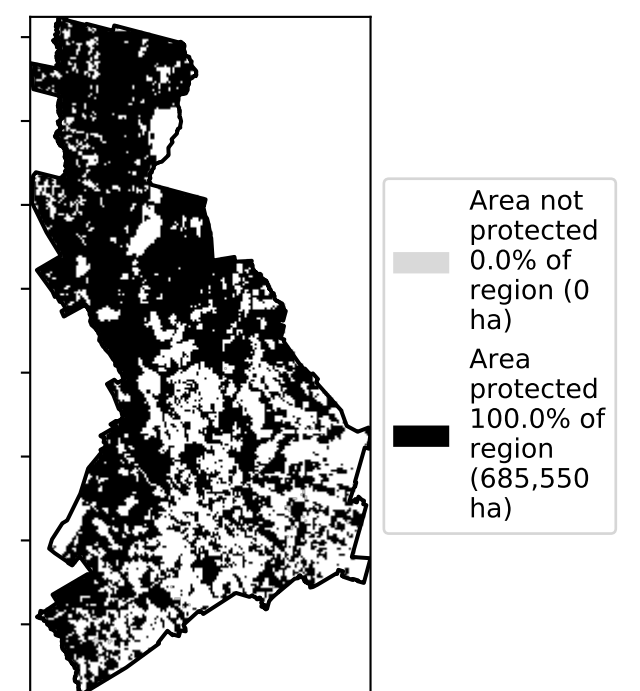 Area not
protected
0.0% of
region (0
ha)
Area
protected
100.0% of
region
(685,550
ha)